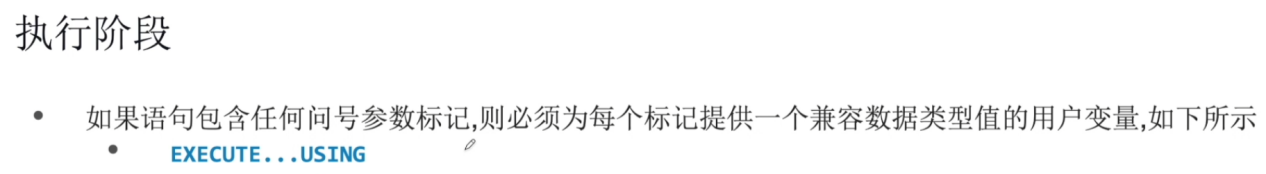 执行阶段
如果语句包含任何问号参数标记,则必须为每个标记提供一个兼容数据类型值的用户变量,如下所示
EXECUTE...USING